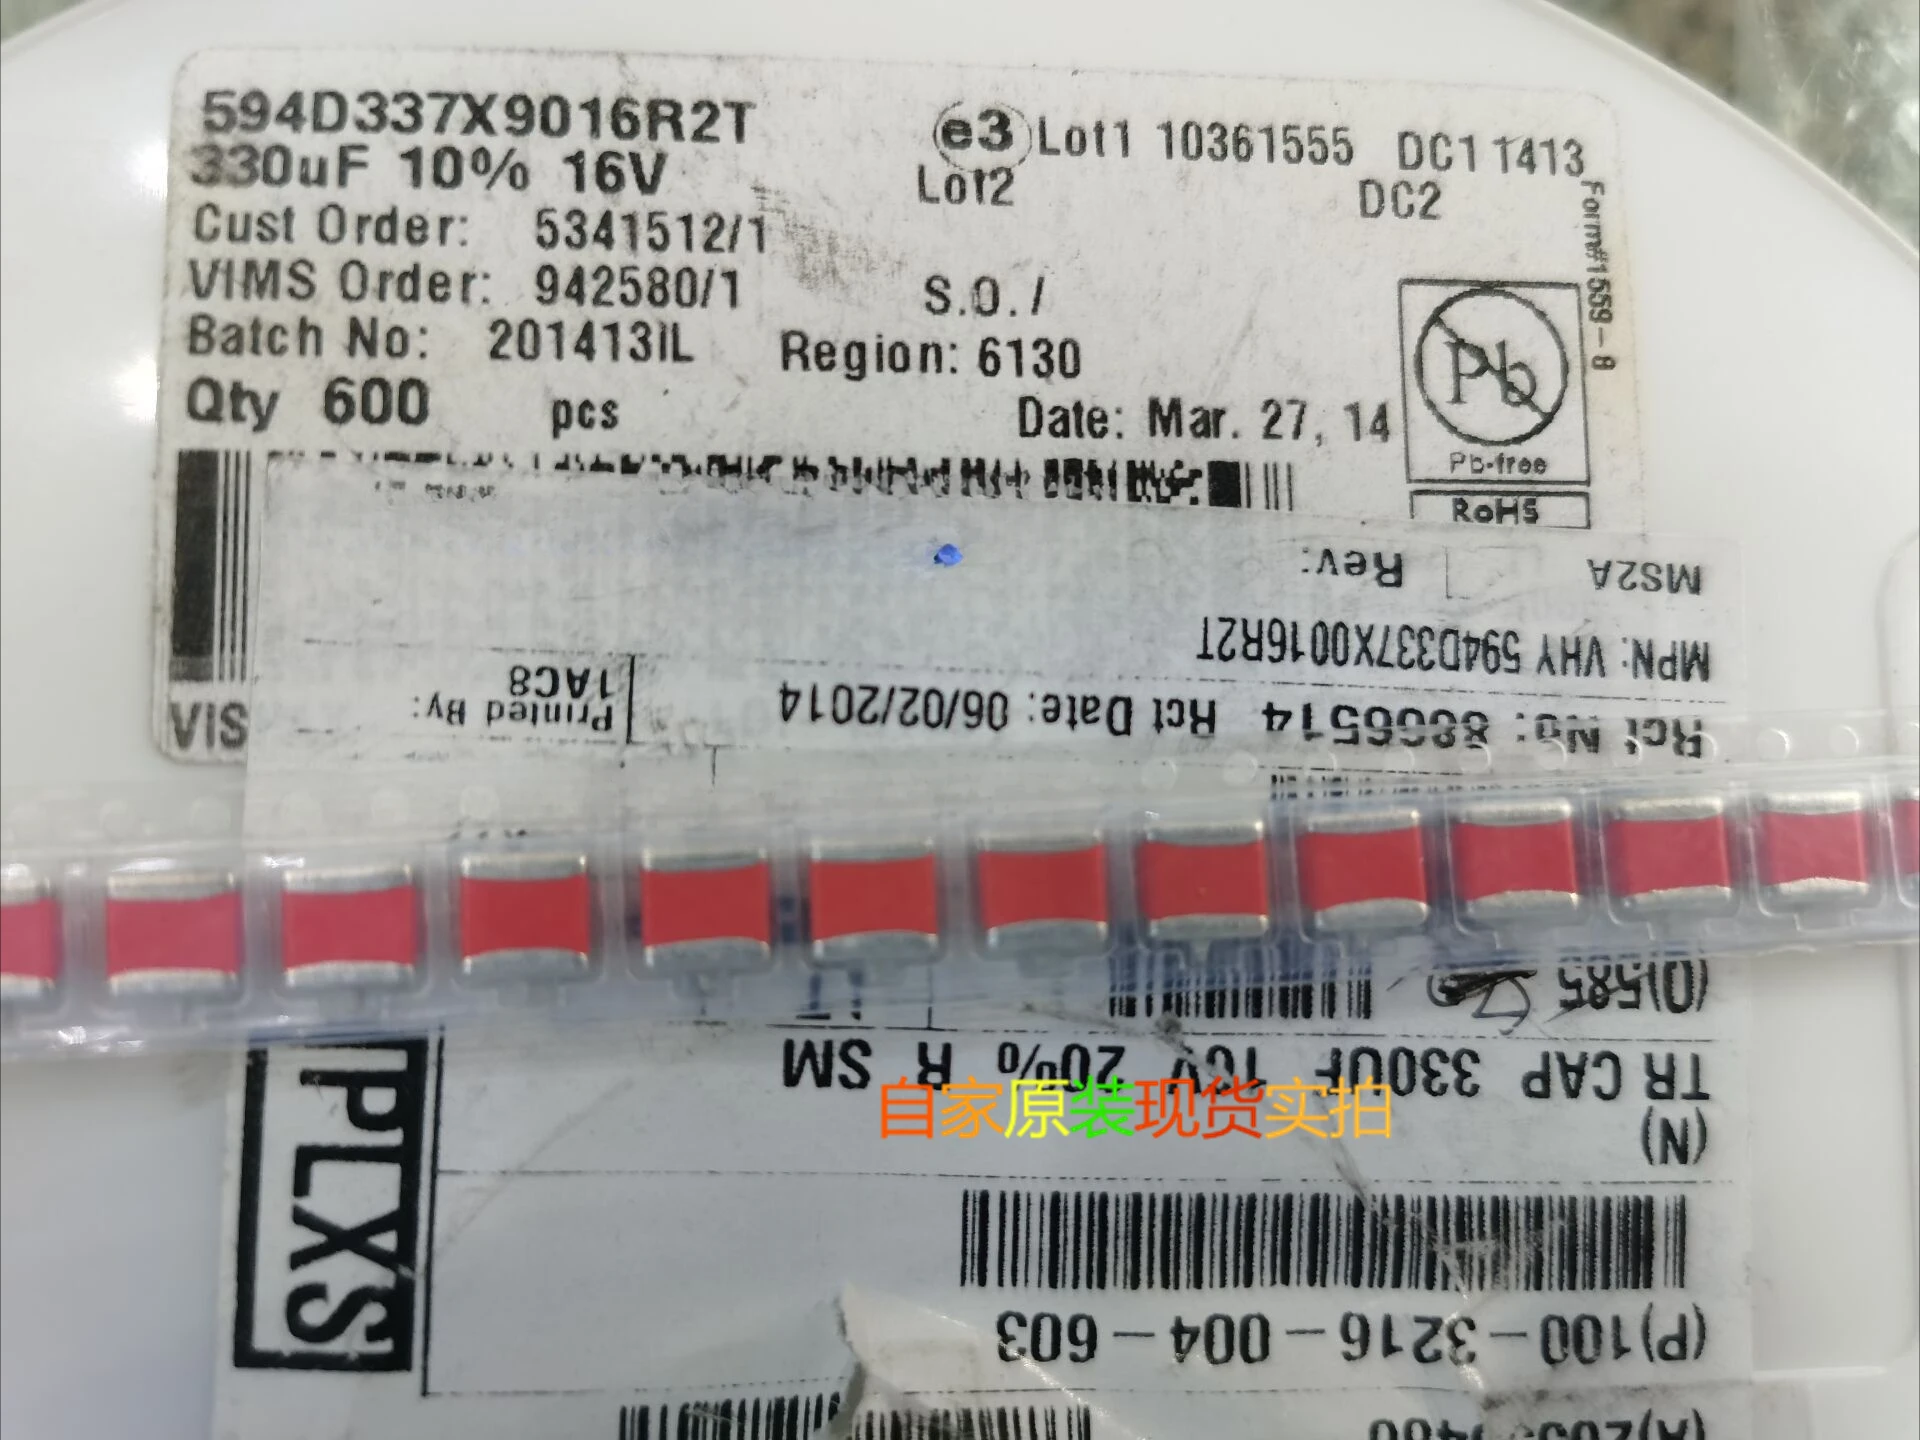 594D337X9016R2T
330uF 10% 16V
e3 Lot1 10361555 DC1 1413
Lot2 DC2
Cust Order: 5341512/1
VIMS Order: 942580/1 S.O./
Batch No: 201413IL Region: 6130
Qty 600 pcs Date: Mar. 27, 14
Form#1559-8
Pb
Pb-free
RoHS
VIS
MS2A Rev:
MPN: VHY 594D337X0016R2T
Rct No: 8866514 Rct Date: 06/02/2014
Printed By:
1AC8
(Q)585
TR CAP 330UF 16V 20% R SM
自家原装现货实拍
(N)
PLXS
(P)100-3216-004-603